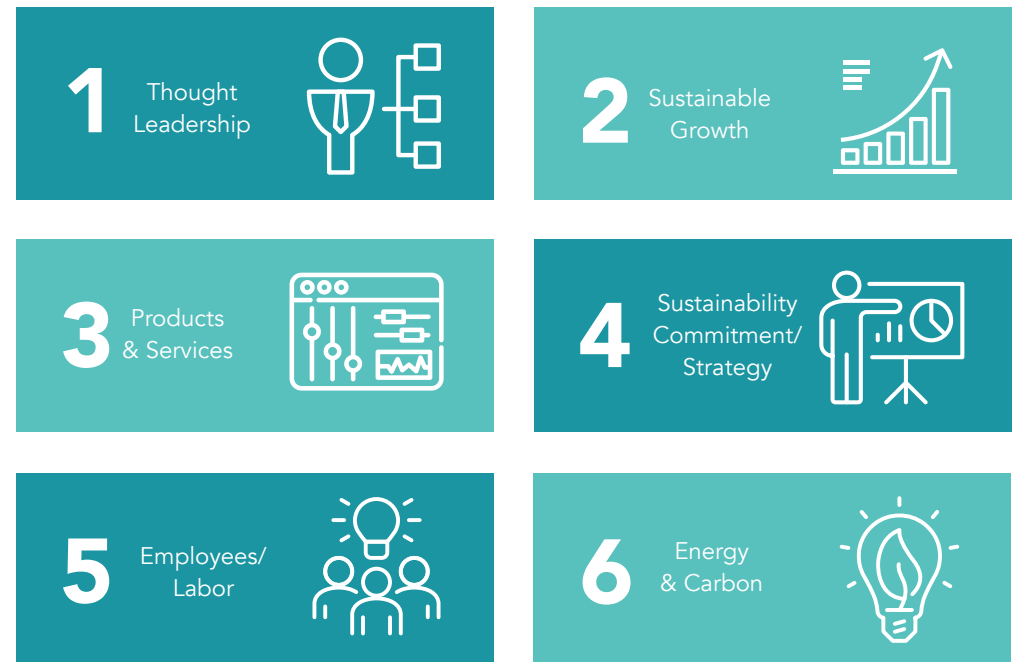 1
Thought
Leadership
2
Sustainable
Growth
3
Products
& Services
4
Sustainability
Commitment/
Strategy
5
Employees/
Labor
6
Energy
& Carbon